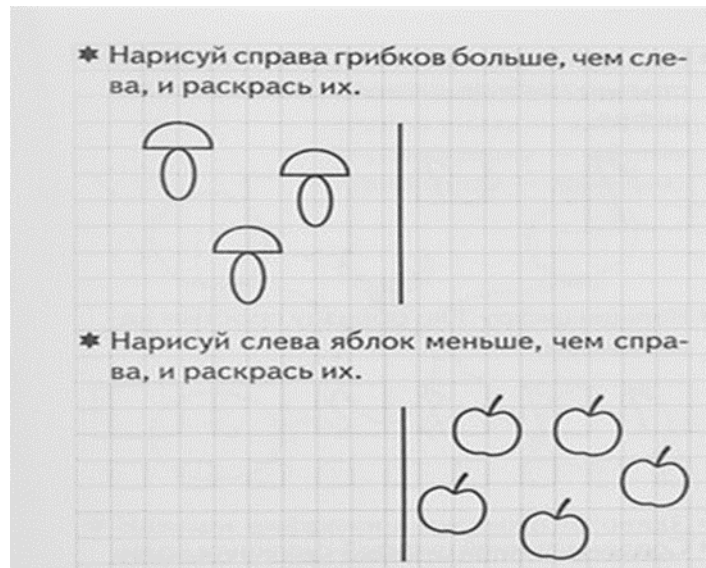 ✷ Нарисуй справа грибков больше, чем сле-
ва, и раскрась их.
✷ Нарисуй слева яблок меньше, чем спра-
ва, и раскрась их.